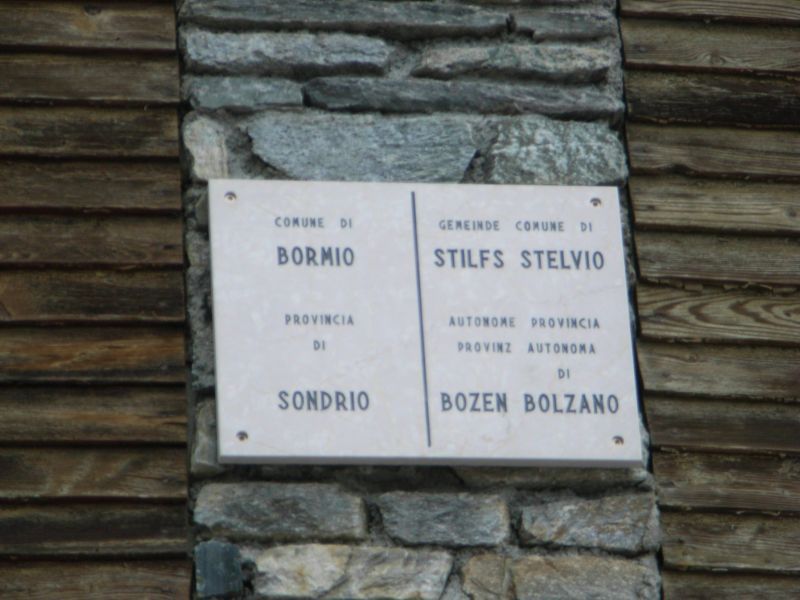 COMUNE DI
BORMIO
PROVINCIA
DI
SONDRIO
GEMEINDE COMUNE DI
STILFS STELVIO
AUTONOME PROVINCIA
PROVINZ AUTONOMA
DI
BOZEN BOLZANO